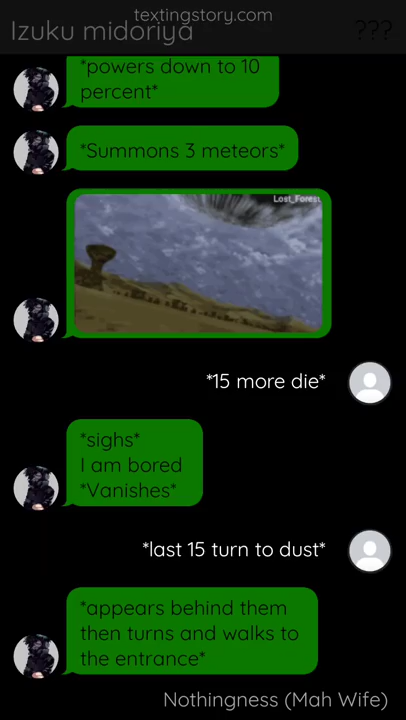 textingstory.com
Izuku midoriya
???
*powers down to 10
percent*
*Summons 3 meteors*
Lost_Forest
*15 more die*
*sighs*
I am bored
*Vanishes*
*last 15 turn to dust*
*appears behind them
then turns and walks to
the entrance*
Nothingness (Mah Wife)